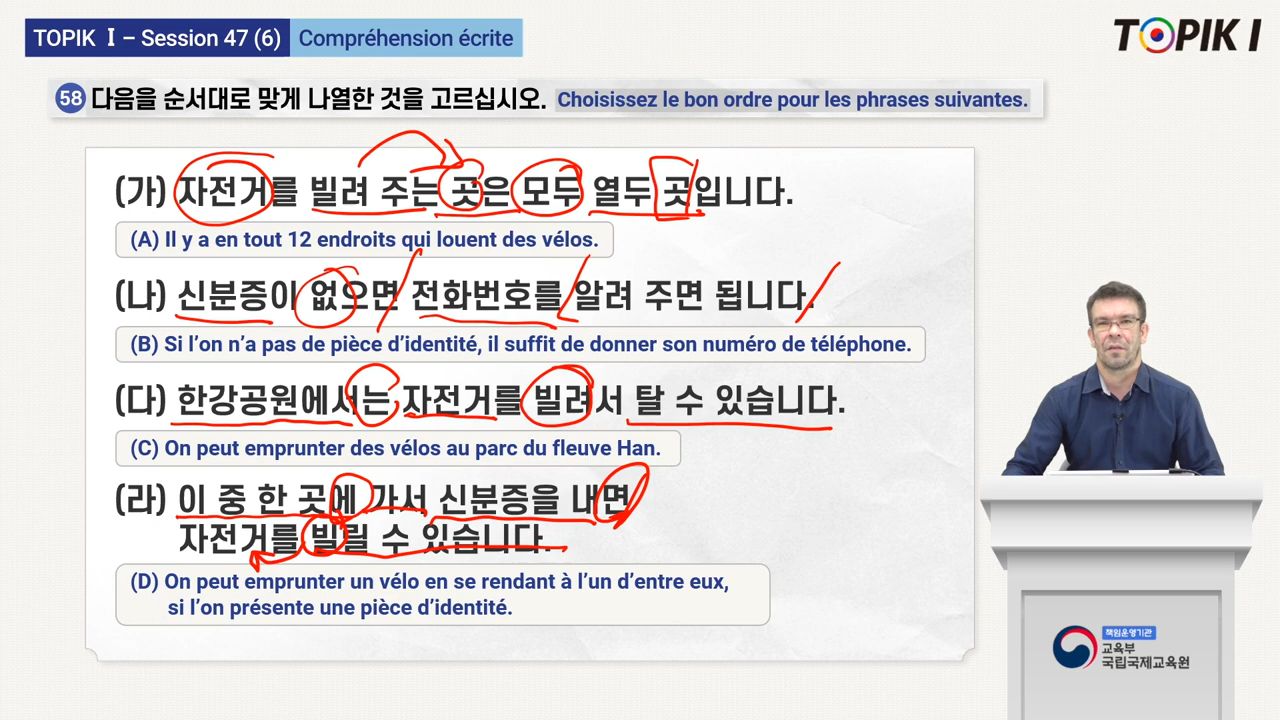 TOPIK Ⅰ – Session 47 (6) Compréhension écrite
TOPIK I
58 다음을 순서대로 맞게 나열한 것을 고르십시오. Choisissez le bon ordre pour les phrases suivantes.
(가) 자전거를 빌려 주는 곳은 모두 열두 곳입니다.
(A) Il y a en tout 12 endroits qui louent des vélos.
(나) 신분증이 없으면 전화번호를 알려 주면 됩니다.
(B) Si l’on n’a pas de pièce d’identité, il suffit de donner son numéro de téléphone.
(다) 한강공원에서는 자전거를 빌려서 탈 수 있습니다.
(C) On peut emprunter des vélos au parc du fleuve Han.
(라) 이 중 한 곳에 가서 신분증을 내면
자전거를 빌릴 수 있습니다.
(D) On peut emprunter un vélo en se rendant à l’un d’entre eux,
si l’on présente une pièce d’identité.
책임운영기관
교육부
국립국제교육원